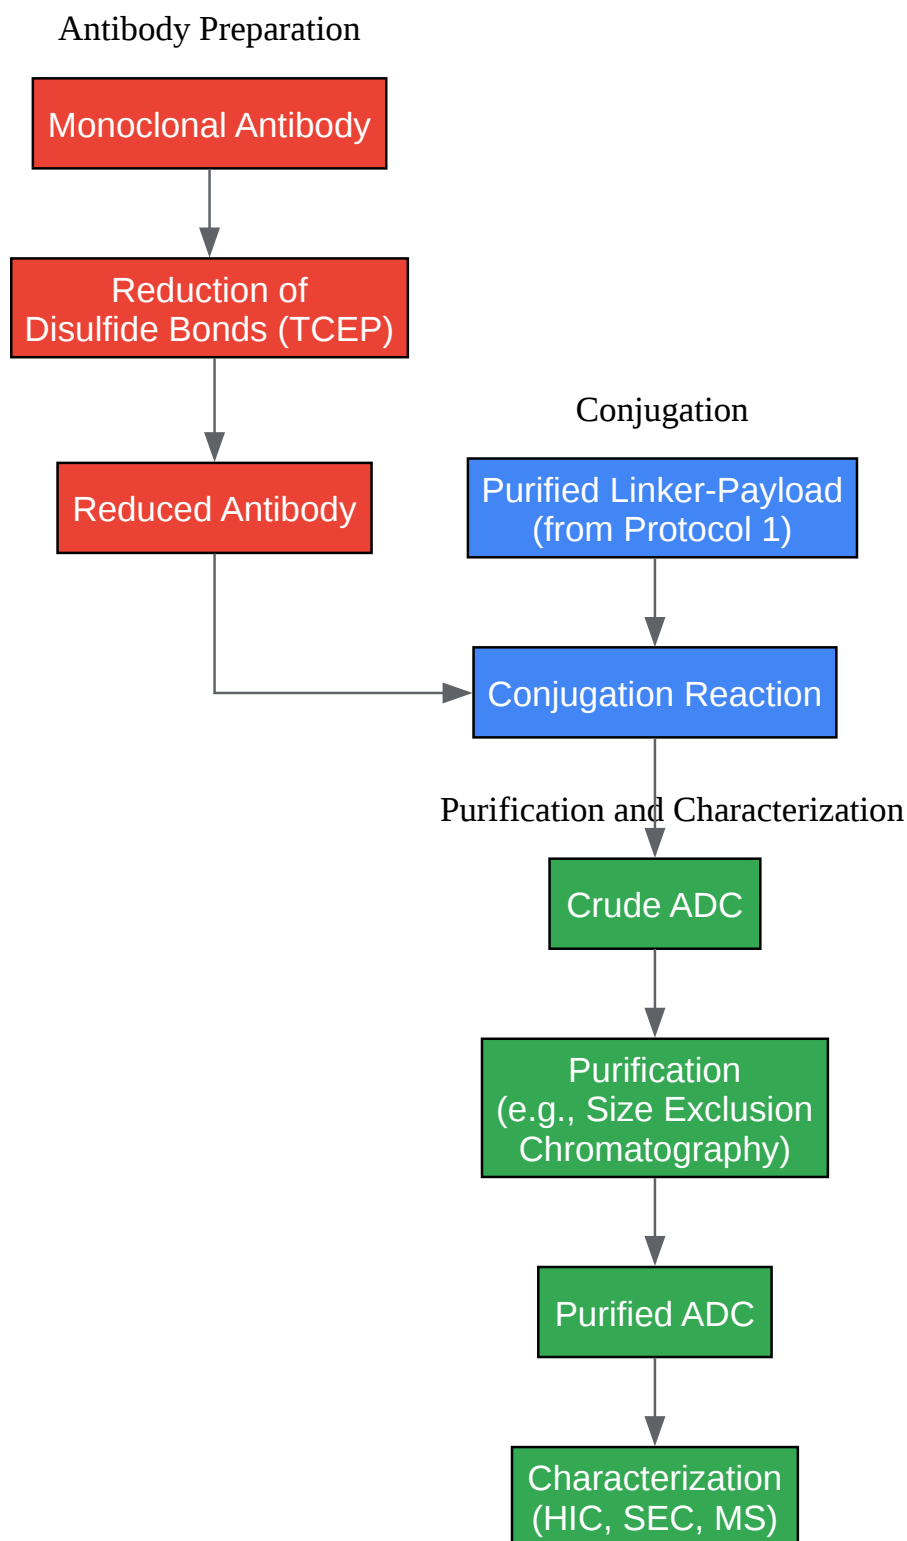 Antibody Preparation
Monoclonal Antibody
Reduction of
Disulfide Bonds (TCEP)
Reduced Antibody
Conjugation
Purified Linker-Payload
(from Protocol 1)
Conjugation Reaction
Purification and Characterization
Crude ADC
Purification
(e.g., Size Exclusion
Chromatography)
Purified ADC
Characterization
(HIC, SEC, MS)